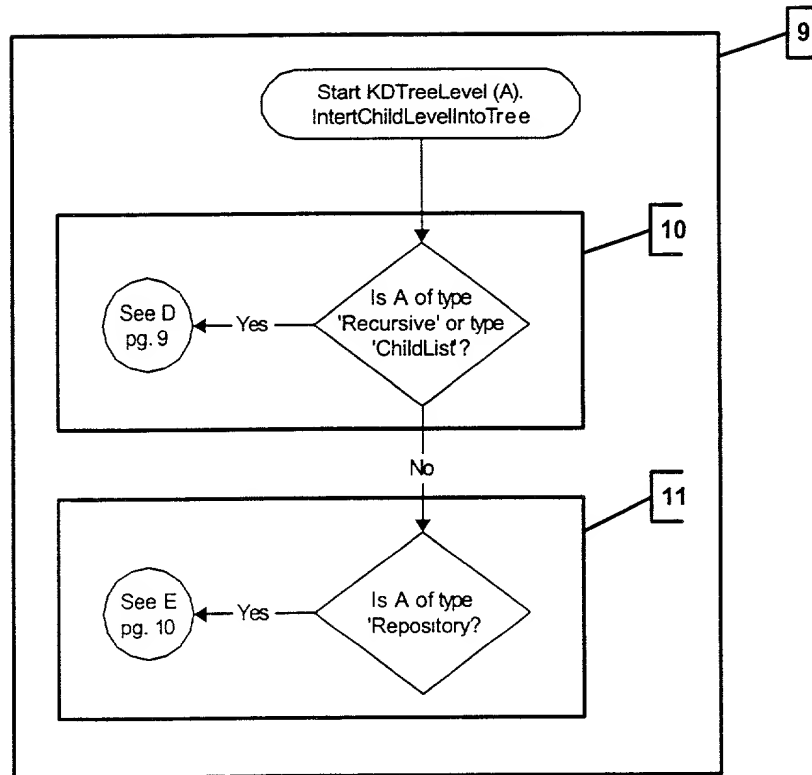 9
Start KDTreeLevel (A).
IntertChildLevelIntoTree
10
Is A of type
'Recursive' or type
'ChildList'?
Yes
See D
pg. 9
No
11
Is A of type
'Repository?
Yes
See E
pg. 10